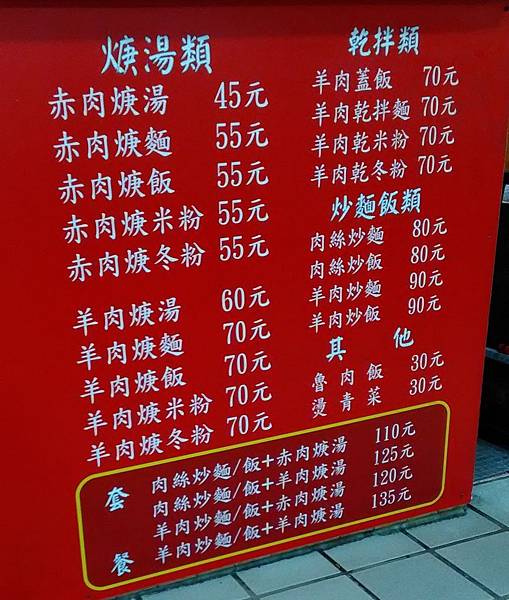 焿湯類
赤肉焿湯 45元
赤肉焿麵 55元
赤肉焿飯 55元
赤肉焿米粉 55元
赤肉焿冬粉 55元
羊肉焿湯 60元
羊肉焿麵 70元
羊肉焿飯 70元
羊肉焿米粉 70元
羊肉焿冬粉 70元
乾拌類
羊肉蓋飯 70元
羊肉乾拌麵 70元
羊肉乾米粉 70元
羊肉乾冬粉 70元
炒麵飯類
肉絲炒麵 80元
肉絲炒飯 80元
羊肉炒麵 90元
羊肉炒飯 90元
其他
魯肉飯 30元
燙青菜 30元
套餐
肉絲炒麵/飯+赤肉焿湯 110元
肉絲炒麵/飯+羊肉焿湯 125元
羊肉炒麵/飯+赤肉焿湯 120元
羊肉炒麵/飯+羊肉焿湯 135元